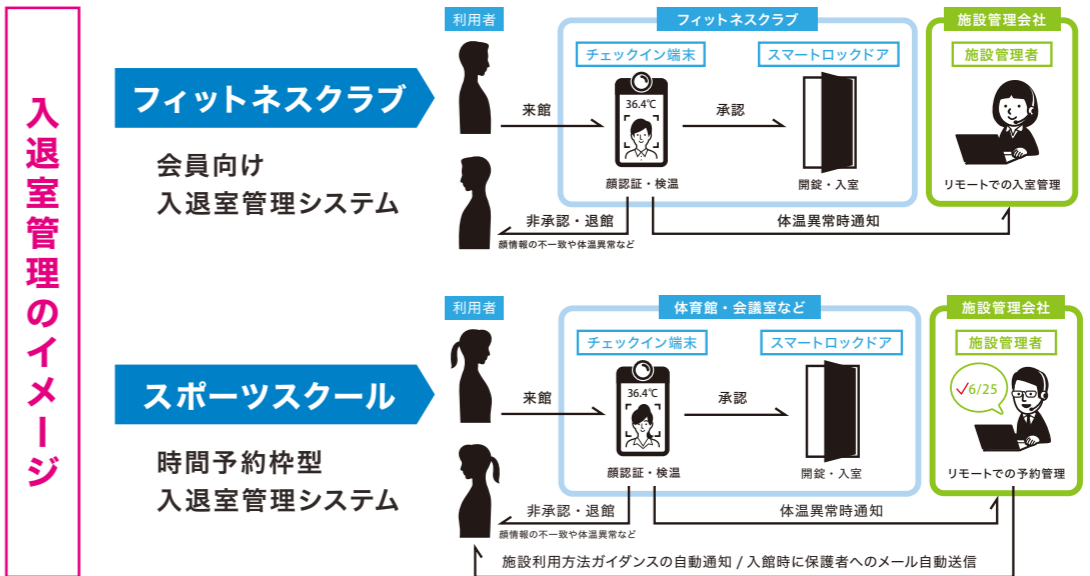 入退室管理のイメージ
フィットネスクラブ
会員向け
入退室管理システム
利用者
来館
フィットネスクラブ
チェックイン端末
36.4℃
顔認証・検温
承認
スマートロックドア
開錠・入室
施設管理会社
施設管理者
リモートでの入室管理
非承認・退館
顔情報の不一致や体温異常など
体温異常時通知
スポーツスクール
時間予約枠型
入退室管理システム
利用者
来館
体育館・会議室など
チェックイン端末
36.4℃
顔認証・検温
承認
スマートロックドア
開錠・入室
施設管理会社
施設管理者
✓6/25
リモートでの予約管理
非承認・退館
顔情報の不一致や体温異常など
体温異常時通知
施設利用方法ガイダンスの自動通知 / 入館時に保護者へのメール自動送信